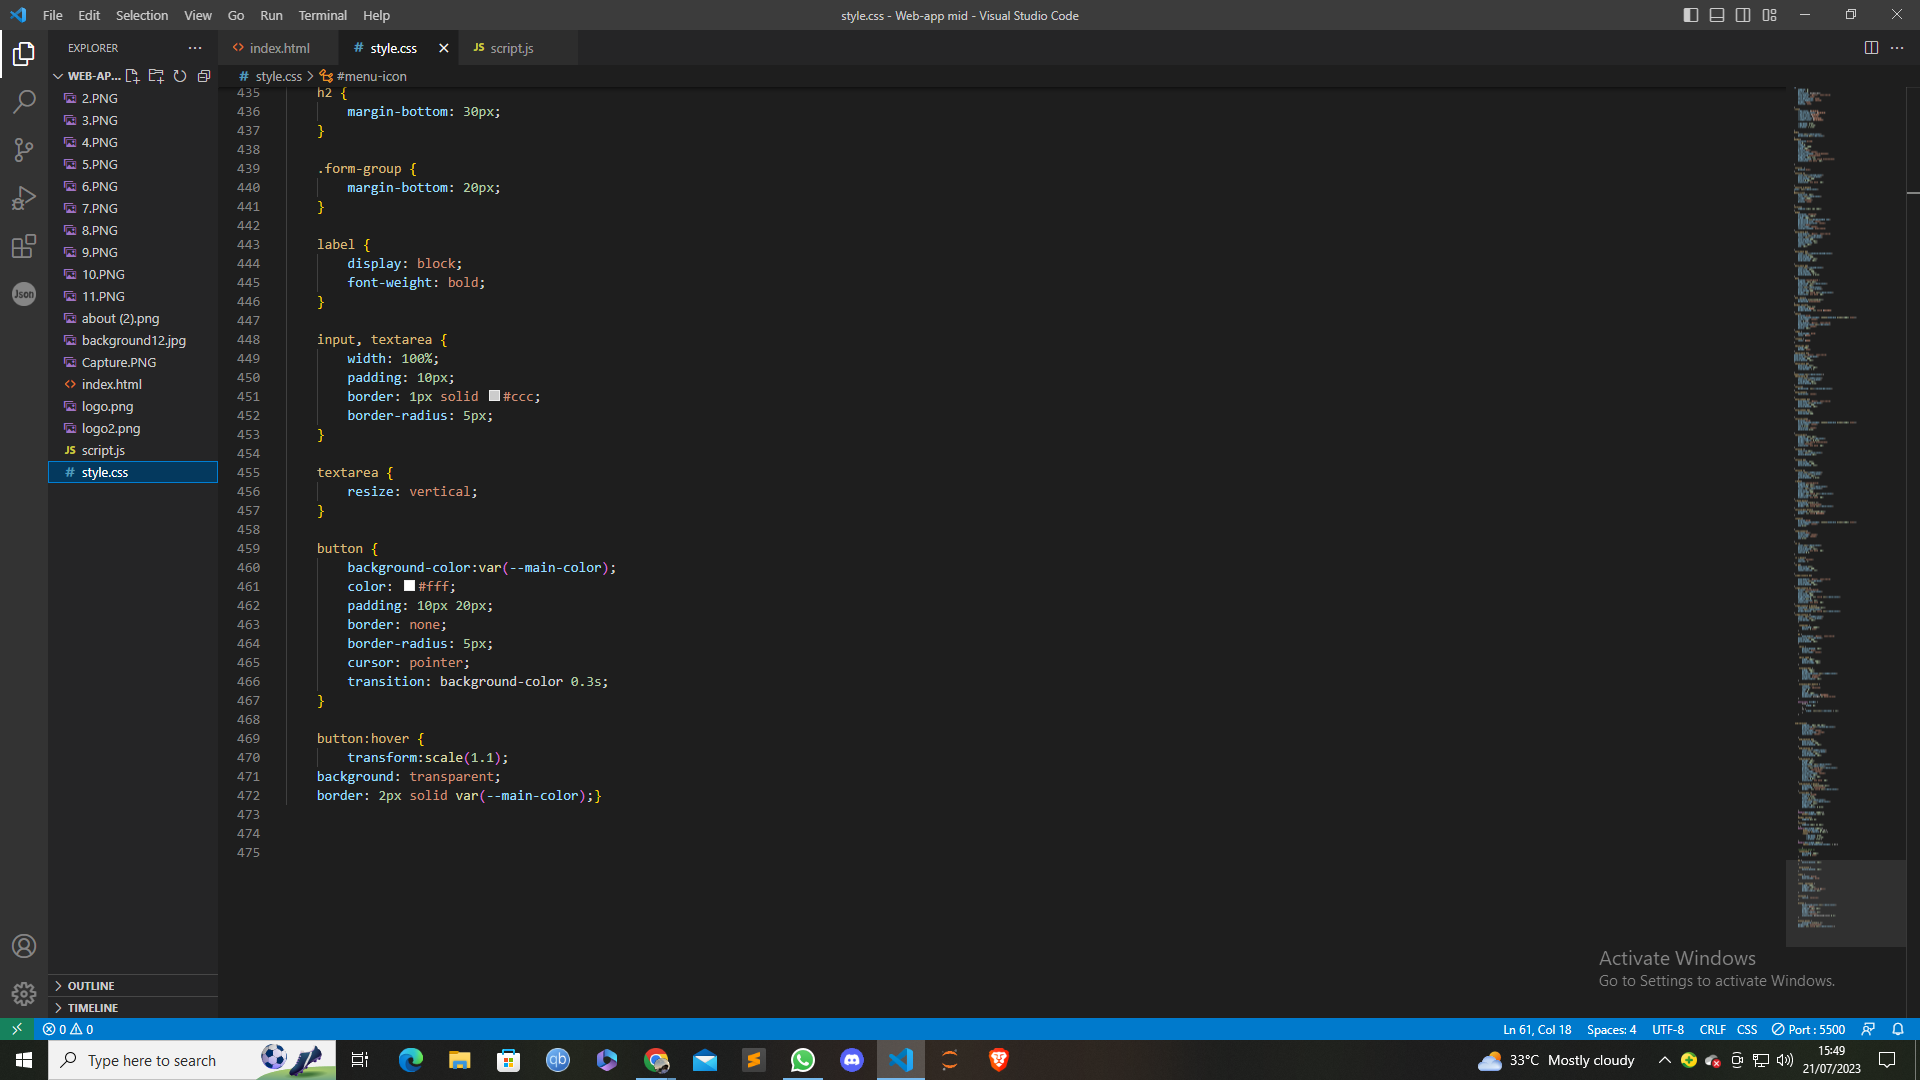 File Edit Selection View Go Run Terminal Help
style.css - Web-app mid - Visual Studio Code
EXPLORER
index.html
# style.css
JS script.js
WEB-AP...
# style.css > #menu-icon
2.PNG
3.PNG
4.PNG
5.PNG
6.PNG
7.PNG
8.PNG
9.PNG
10.PNG
11.PNG
about (2).png
background12.jpg
Capture.PNG
index.html
logo.png
logo2.png
JS script.js
# style.css
Json
OUTLINE
TIMELINE
435 h2 {
436 margin-bottom: 30px;
437 }
438
439 .form-group {
440 margin-bottom: 20px;
441 }
442
443 label {
444 display: block;
445 font-weight: bold;
446 }
447
448 input, textarea {
449 width: 100%;
450 padding: 10px;
451 border: 1px solid #ccc;
452 border-radius: 5px;
453 }
454
455 textarea {
456 resize: vertical;
457 }
458
459 button {
460 background-color:var(--main-color);
461 color: #fff;
462 padding: 10px 20px;
463 border: none;
464 border-radius: 5px;
465 cursor: pointer;
466 transition: background-color 0.3s;
467 }
468
469 button:hover {
470 transform:scale(1.1);
471 background: transparent;
472 border: 2px solid var(--main-color);}
473
474
475
Activate Windows
Go to Settings to activate Windows.
0 0
Ln 61, Col 18 Spaces: 4 UTF-8 CRLF CSS Port : 5500
Type here to search
qb
33°C Mostly cloudy
15:49
21/07/2023